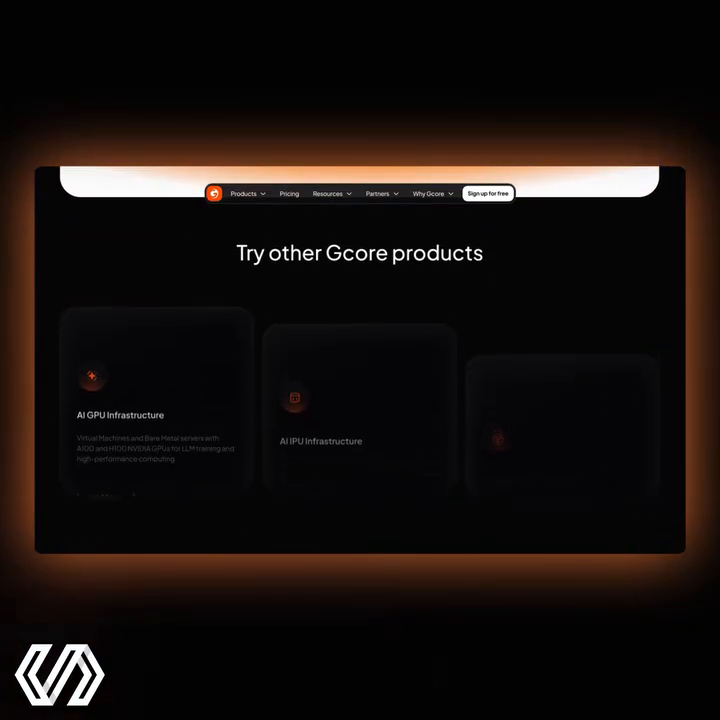 Products
Pricing
Resources
Partners
Why Gcore
Sign up for free
Try other Gcore products
AI GPU Infrastructure
Virtual Machines and Bare Metal servers with
A100 and H100 NVIDIA GPUs for LLM training and
high-performance computing.
AI IPU Infrastructure